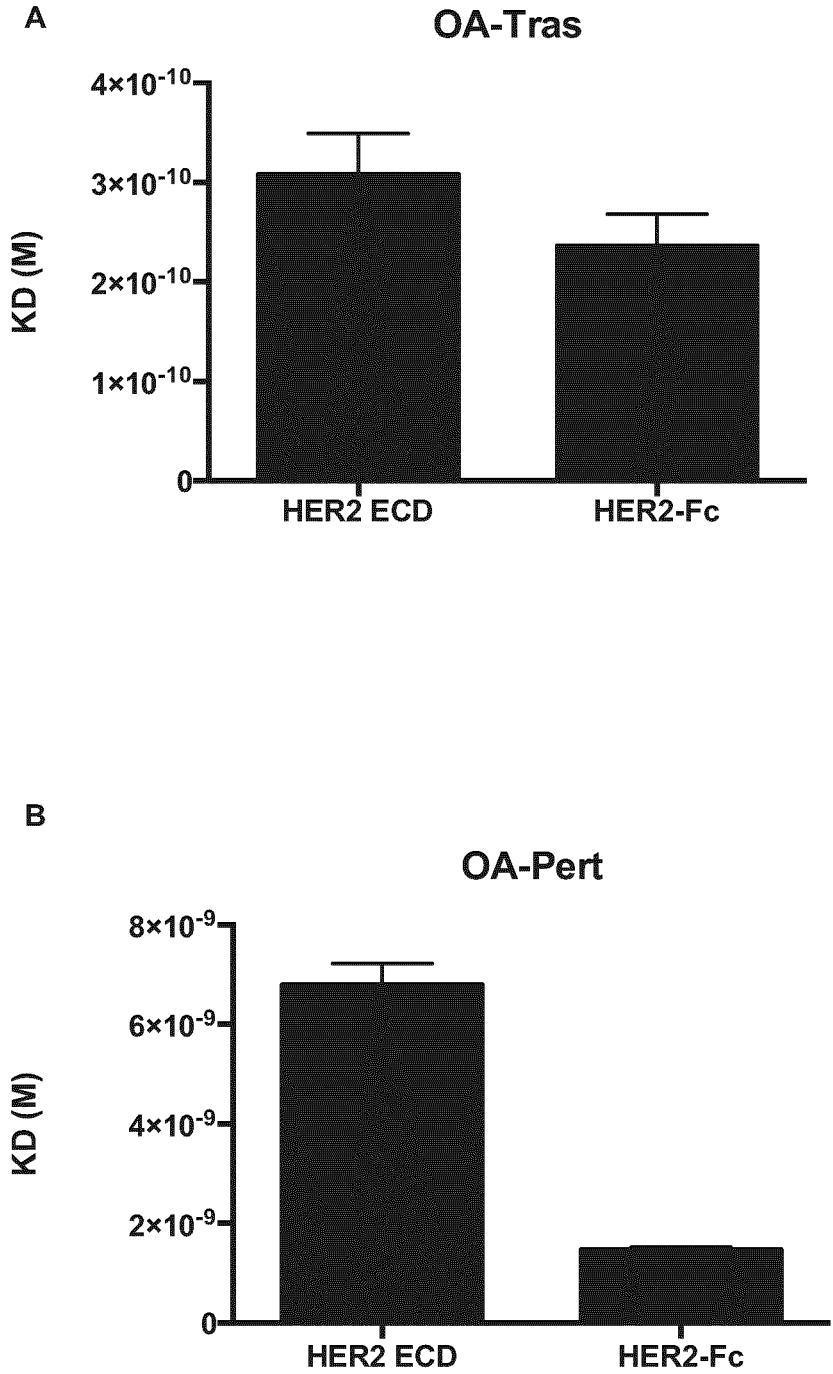 A
OA-Tras
4×10⁻¹⁰
3×10⁻¹⁰
2×10⁻¹⁰
1×10⁻¹⁰
0
KD (M)
HER2 ECD
HER2-Fc
B
OA-Pert
8×10⁻⁹
6×10⁻⁹
4×10⁻⁹
2×10⁻⁹
0
KD (M)
HER2 ECD
HER2-Fc